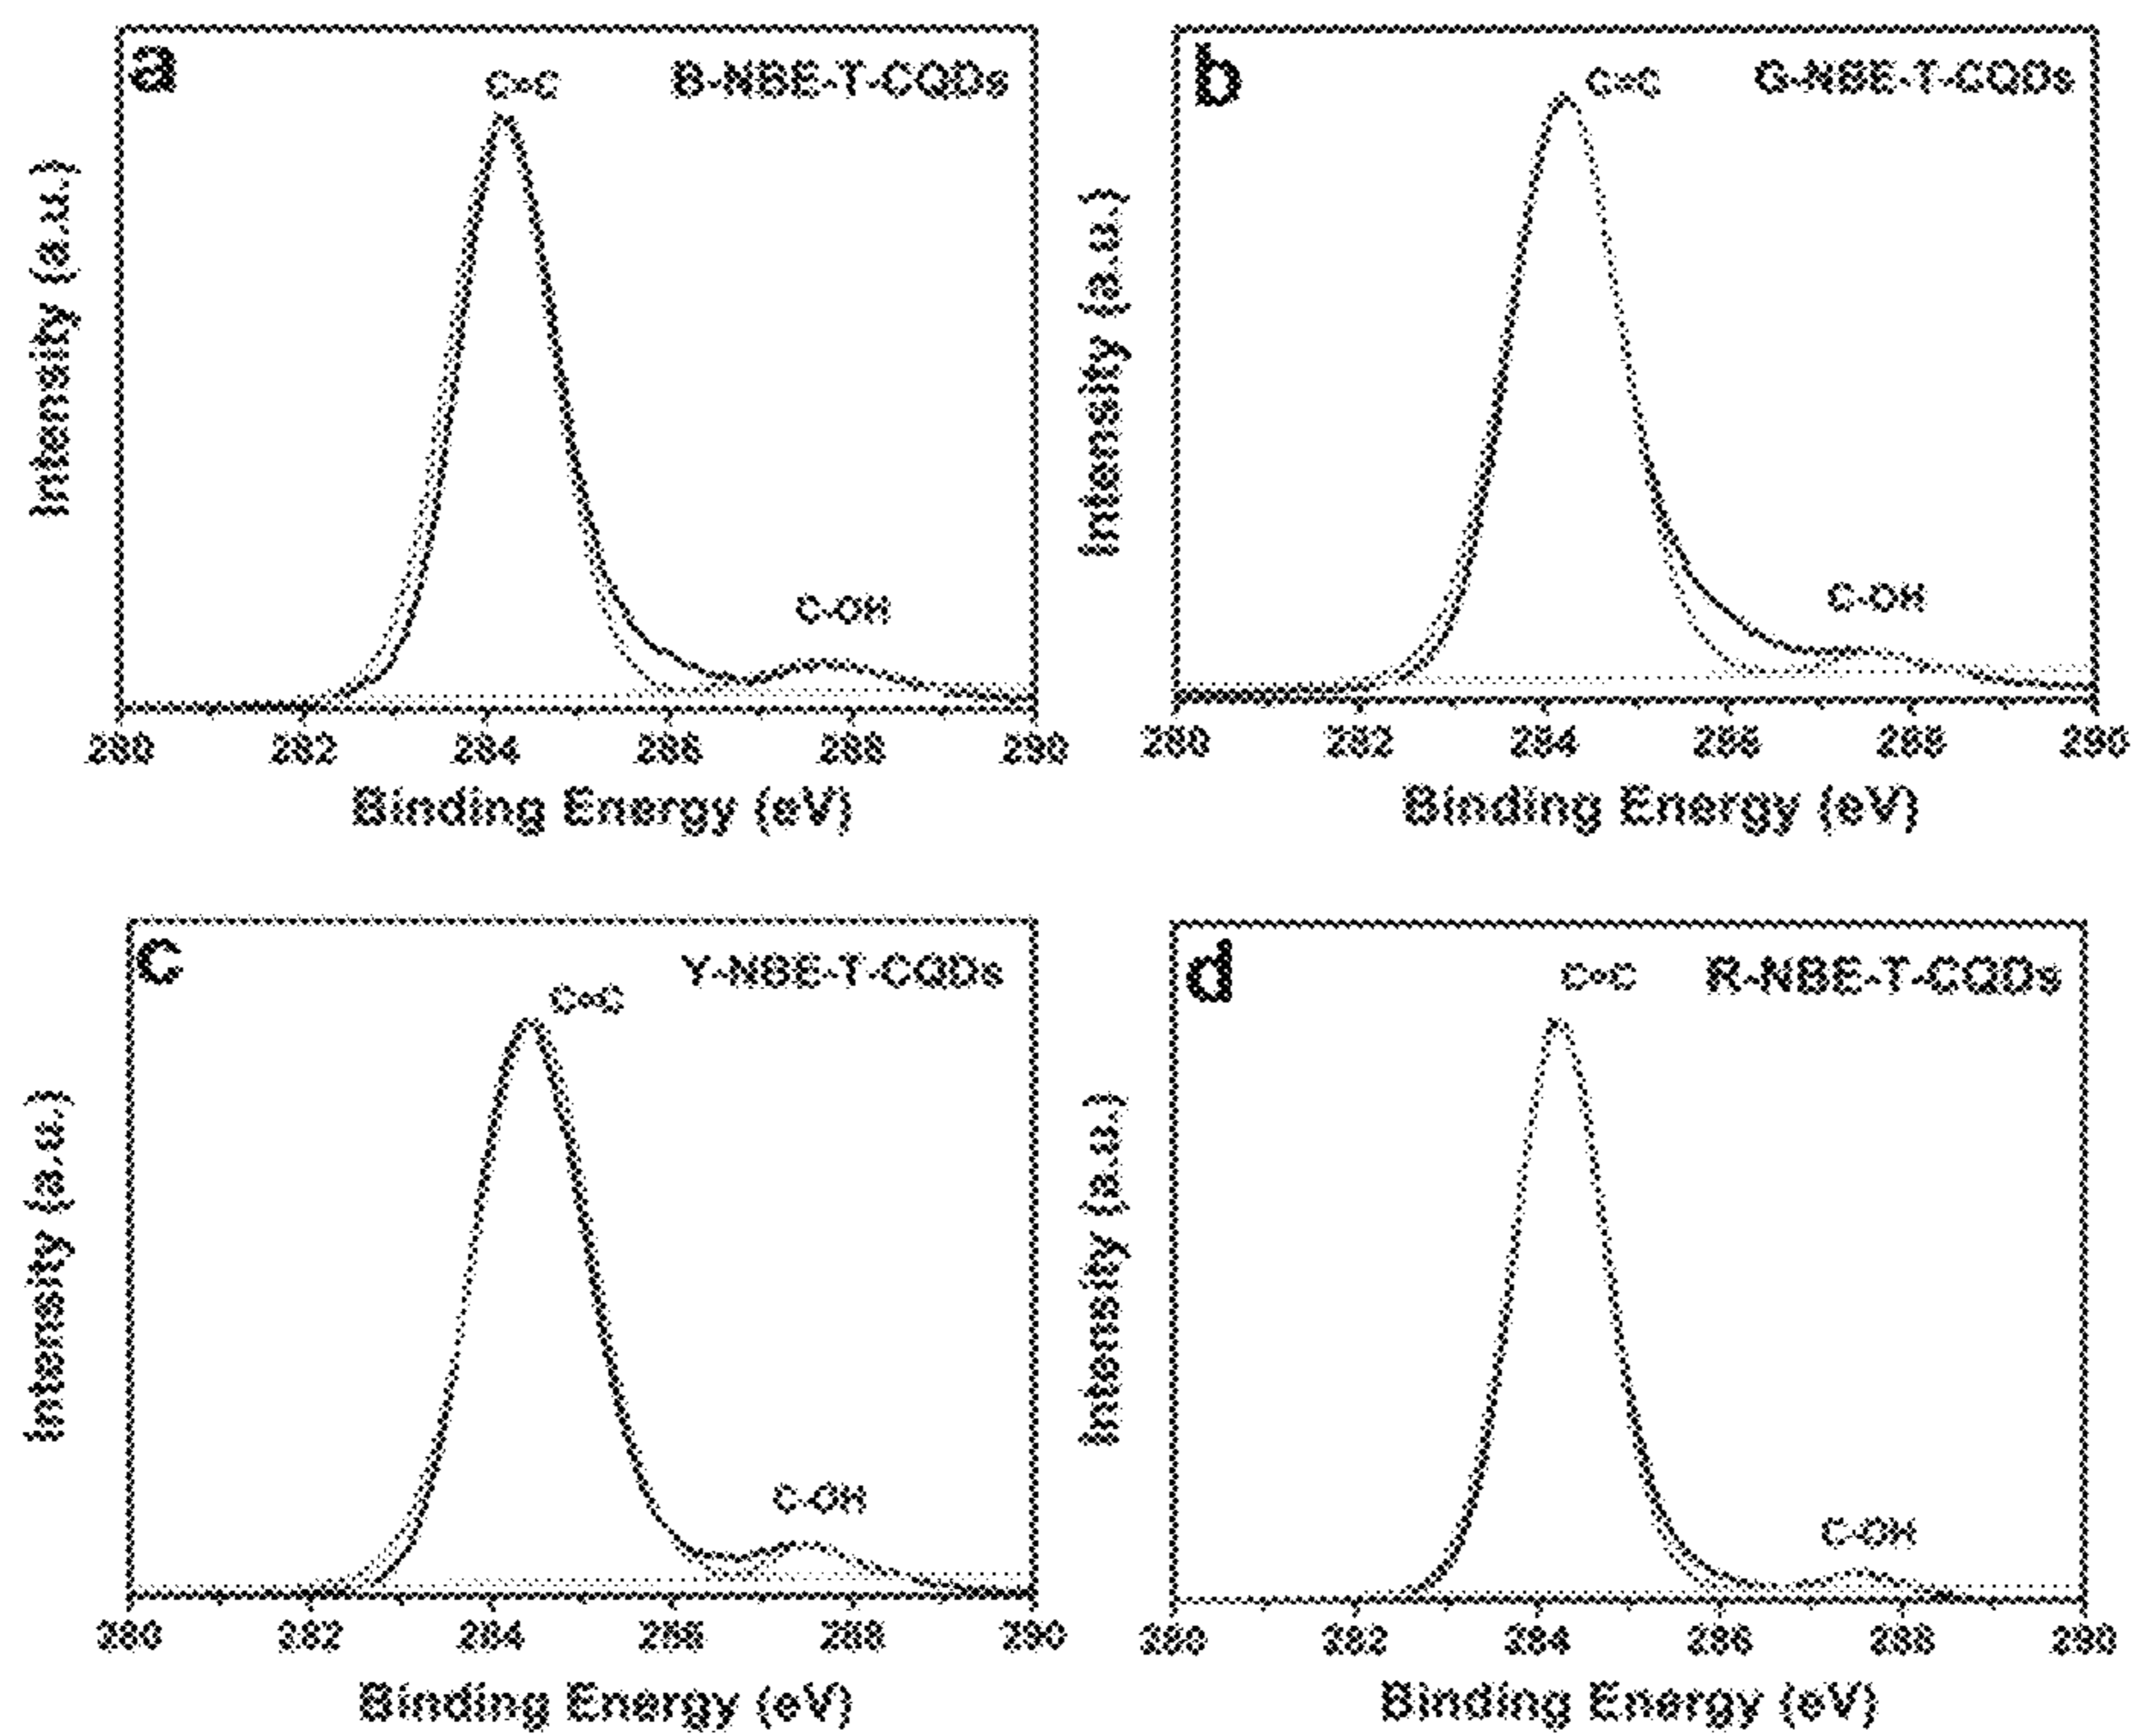 a
C=C
B-NBE-T-CQDs
C-OH
Intensity (a.u.)
280 282 284 286 288 290
Binding Energy (eV)
b
C=C
G-NBE-T-CQDs
C-OH
Intensity (a.u.)
280 282 284 286 288 290
Binding Energy (eV)
c
C=C
Y-NBE-T-CQDs
C-OH
Intensity (a.u.)
280 282 284 286 288 290
Binding Energy (eV)
d
C=C
R-NBE-T-CQDs
C-OH
Intensity (a.u.)
280 282 284 286 288 290
Binding Energy (eV)